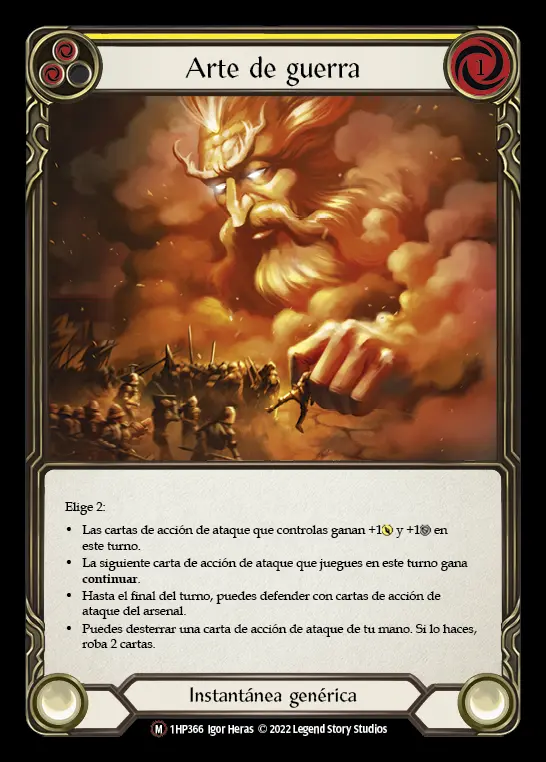 Arte de guerra
1
Elige 2:
• Las cartas de acción de ataque que controlas ganan +1 y +1 en
este turno.
• La siguiente carta de acción de ataque que juegues en este turno gana
continuar.
• Hasta el final del turno, puedes defender con cartas de acción de
ataque del arsenal.
• Puedes desterrar una carta de acción de ataque de tu mano. Si lo haces,
roba 2 cartas.
Instantánea genérica
M 1HP366 Igor Heras © 2022 Legend Story Studios